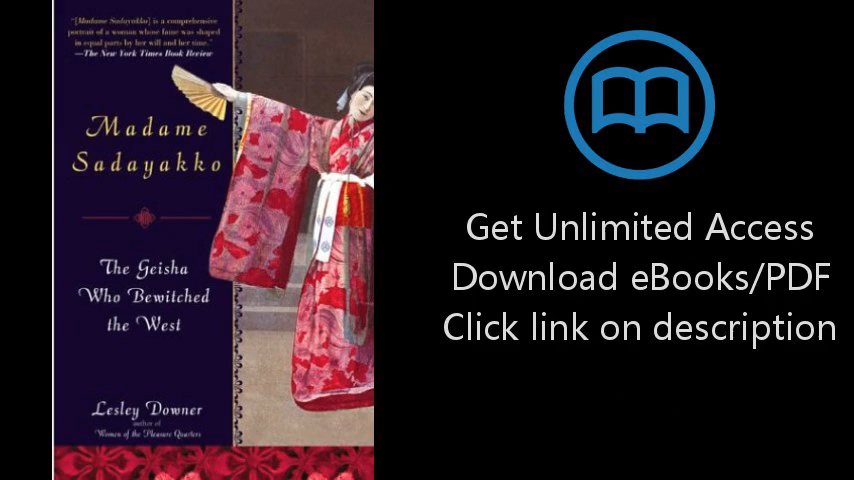 "[Madame Sadayakko] is a comprehensive
portrait of a woman whose fame was shaped
in equal parts by her will and her time."
—The New York Times Book Review
Madame
Sadayakko
The Geisha
Who Bewitched
the West
Lesley Downer
author of
Women of the Pleasure Quarters
Get Unlimited Access
Download eBooks/PDF
Click link on description